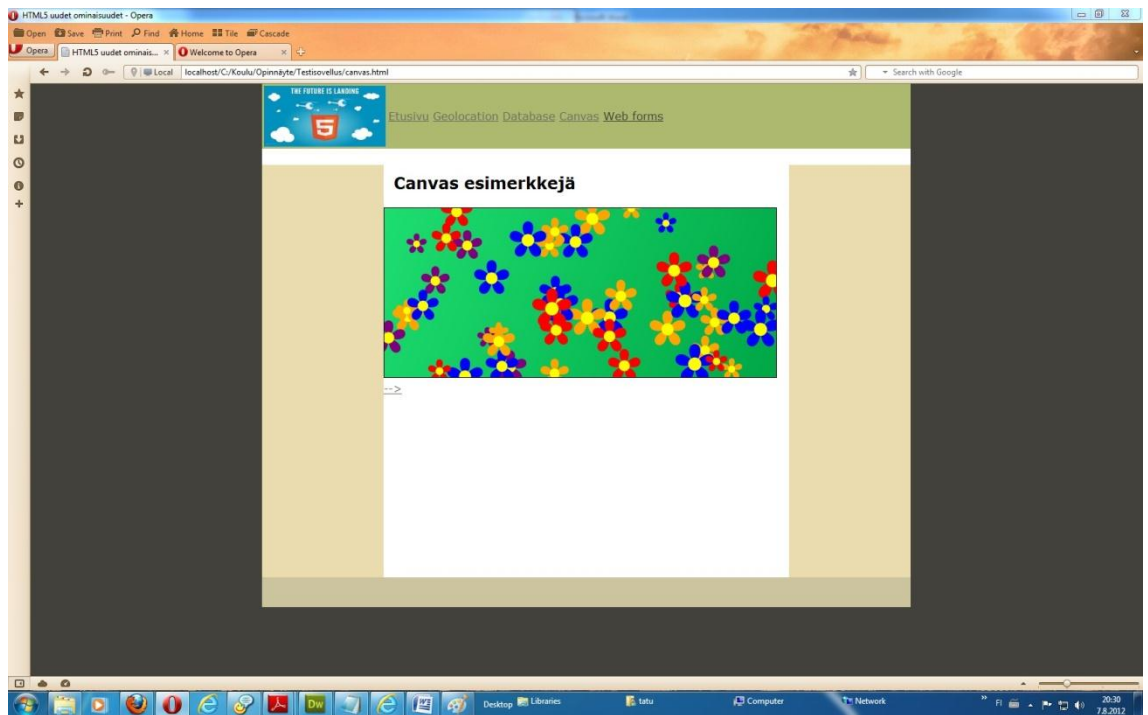 HTML5 uudet ominaisuudet - Opera
Open Save Print Find Home Tile Cascade
Opera HTML5 uudet ominais... × Welcome to Opera ×
Local localhost/C:/Koulu/Opinnäyte/Testisovellus/canvas.html Search with Google
THE FUTURE IS LANDING
5
Etusivu Geolocation Database Canvas Web forms
Canvas esimerkkejä
-->
Dw
Desktop Libraries tatu Computer Network » FI 20:30
7.8.2012